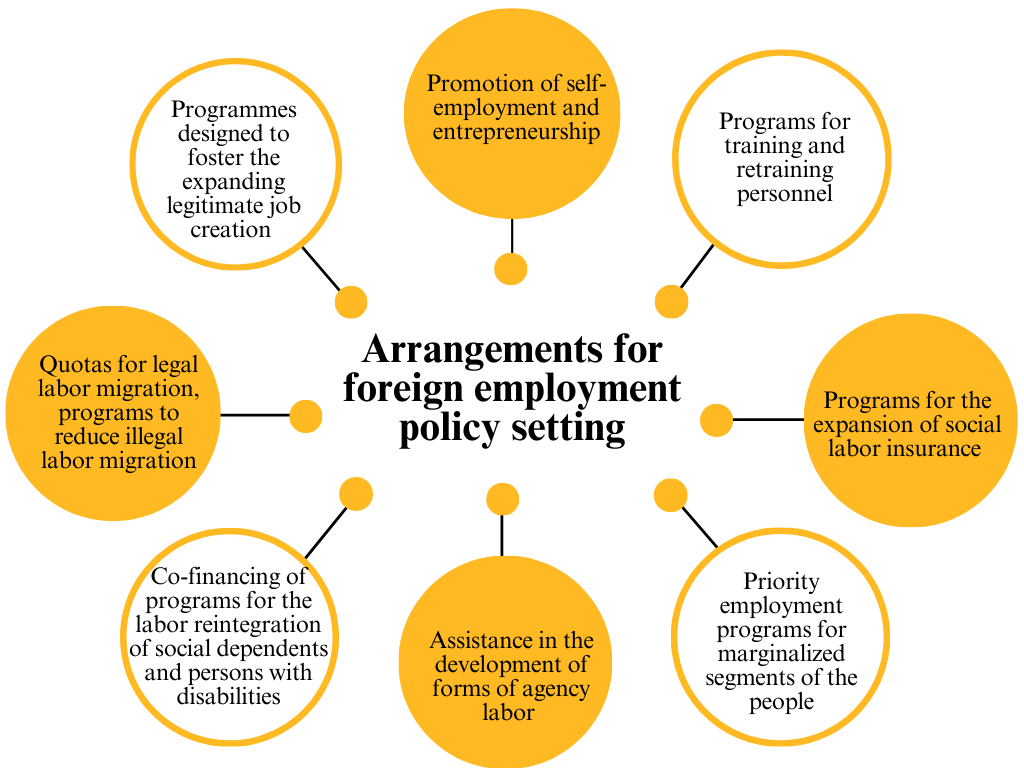 Promotion of self-
employment and
entrepreneurship
Programmes
designed to
foster the
expanding
legitimate job
creation
Programs for
training and
retraining
personnel
Arrangements for
foreign employment
policy setting
Quotas for legal
labor migration,
programs to
reduce illegal
labor migration
Programs for the
expansion of social
labor insurance
Co-financing of
programs for the
labor reintegration
of social dependents
and persons with
disabilities
Assistance in the
development of
forms of agency
labor
Priority
employment
programs for
marginalized
segments of the
people